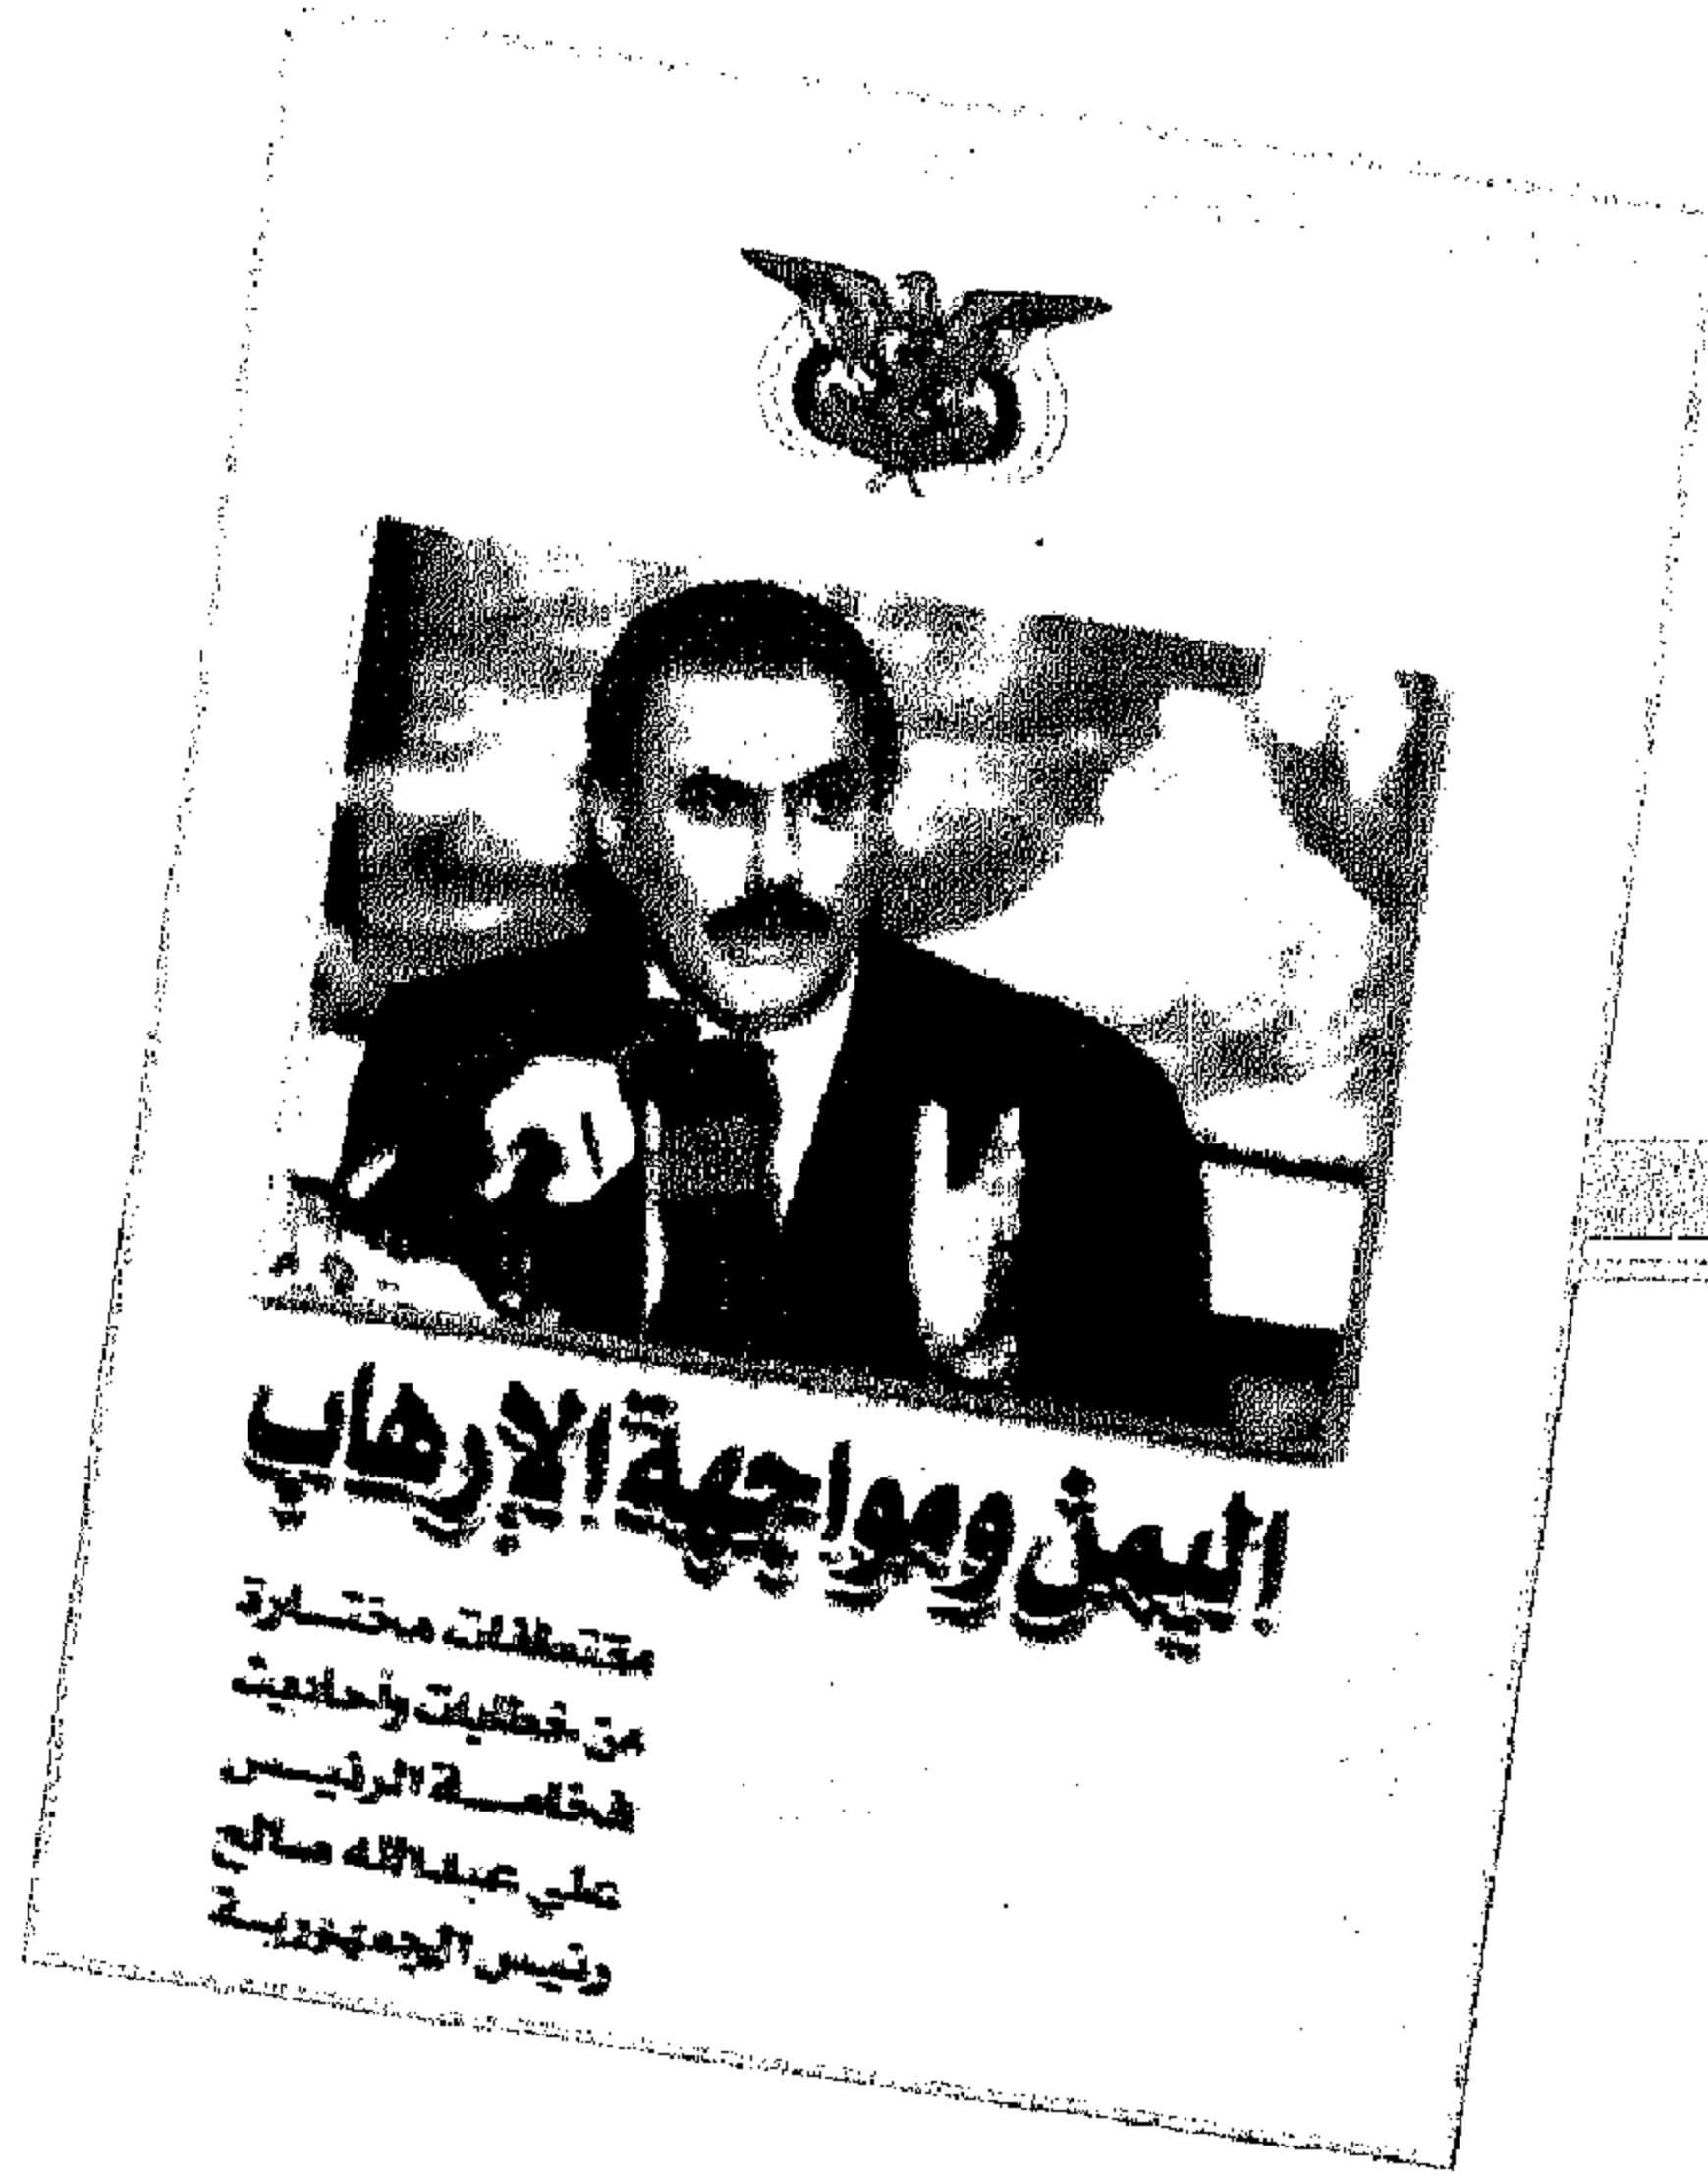 اليمن ومواجهة الإرهاب
مقتطفات مختارة
من خطابات وأحاديث
فخامة الرئيس
علي عبدالله صالح
رئيس الجمهورية